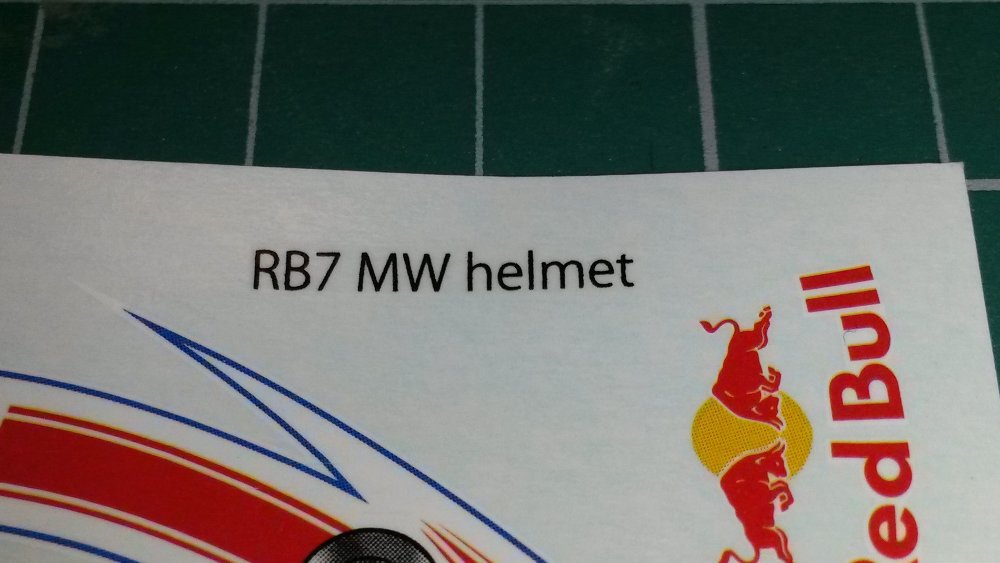 RB7 MW helmet
Red Bull